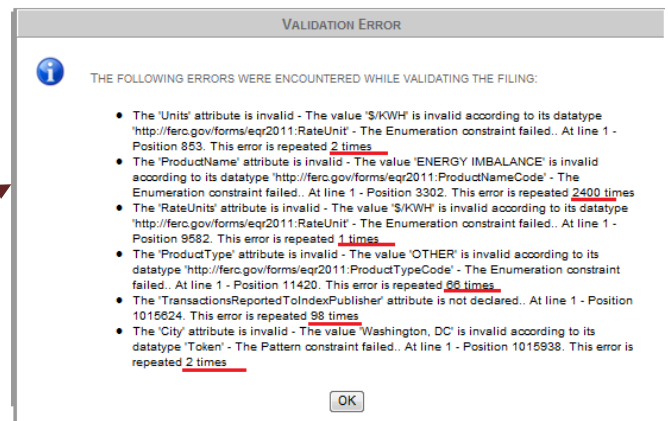 VALIDATION ERROR
THE FOLLOWING ERRORS WERE ENCOUNTERED WHILE VALIDATING THE FILING:
• The 'Units' attribute is invalid - The value '$/KWH' is invalid according to its datatype
'http://ferc.gov/forms/eqr2011:RateUnit' - The Enumeration constraint failed.. At line 1 -
Position 853. This error is repeated 2 times
• The 'ProductName' attribute is invalid - The value 'ENERGY IMBALANCE' is invalid
according to its datatype 'http://ferc.gov/forms/eqr2011:ProductNameCode' - The
Enumeration constraint failed.. At line 1 - Position 3302. This error is repeated 2400 times
• The 'RateUnits' attribute is invalid - The value '$/KWH' is invalid according to its datatype
'http://ferc.gov/forms/eqr2011:RateUnit' - The Enumeration constraint failed.. At line 1 -
Position 9582. This error is repeated 1 times
• The 'ProductType' attribute is invalid - The value 'OTHER' is invalid according to its
datatype 'http://ferc.gov/forms/eqr2011:ProductTypeCode' - The Enumeration constraint
failed.. At line 1 - Position 11420. This error is repeated 66 times
• The 'TransactionsReportedToIndexPublisher' attribute is not declared.. At line 1 - Position
1015624. This error is repeated 98 times
• The 'City' attribute is invalid - The value 'Washington, DC' is invalid according to its
datatype 'Token' - The Pattern constraint failed.. At line 1 - Position 1015938. This error is
repeated 2 times
OK